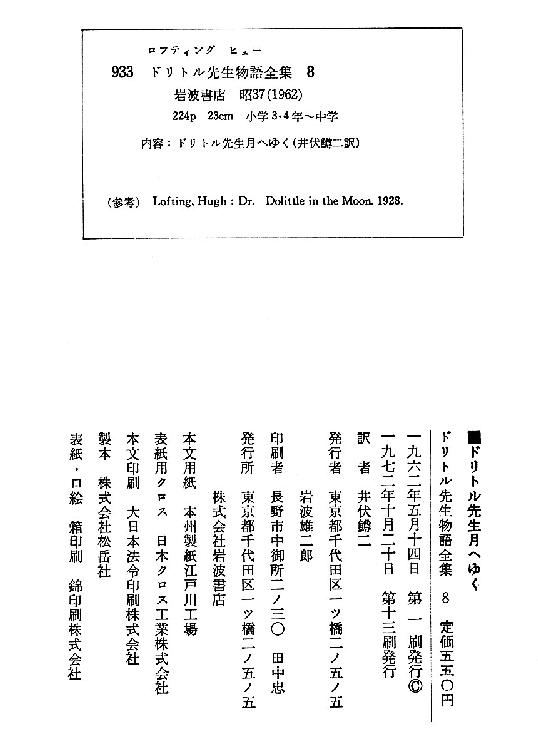 ロフティング ヒュー
933 ドリトル先生物語全集 8
岩波書店 昭37(1962)
224p 23cm 小学3・4年～中学
内容：ドリトル先生月へゆく(井伏鱒二訳)
(参考) Lofting, Hugh : Dr. Dolittle in the Moon. 1928.
■ドリトル先生月へゆく
ドリトル先生物語全集 8 定価五五〇円
一九六二年五月十四日 第一刷発行©
一九七二年十月二十日 第十三刷発行
訳者 井伏鱒二
発行者 東京都千代田区一ツ橋二ノ五ノ五
岩波雄二郎
印刷者 長野市中御所二ノ三〇 田中忠
発行所 東京都千代田区一ツ橋二ノ五ノ五
株式会社岩波書店
本文用紙 本州製紙江戸川工場
表紙用クロス 日本クロス工業株式会社
本文印刷 大日本法令印刷株式会社
製本 株式会社松岳社
表紙・口絵 箱印刷 錦印刷株式会社